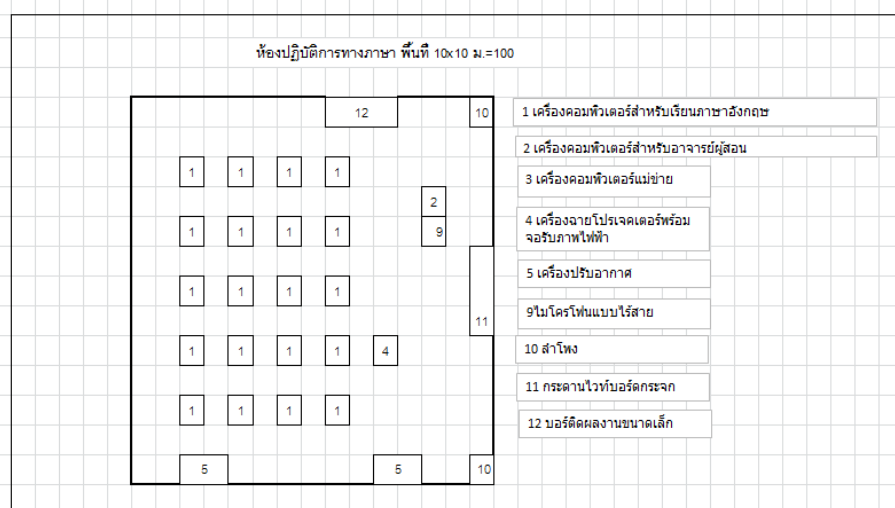 ห้องปฏิบัติการทางภาษา พื้นที่ 10x10 ม.=100
12
10
1 เครื่องคอมพิวเตอร์สำหรับเรียนภาษาอังกฤษ
2 เครื่องคอมพิวเตอร์สำหรับอาจารย์ผู้สอน
1 1 1 1
3 เครื่องคอมพิวเตอร์แม่ข่าย
2
4 เครื่องฉายโปรเจคเตอร์พร้อม
จอรับภาพไฟฟ้า
1 1 1 1 9
5 เครื่องปรับอากาศ
1 1 1 1
9ไมโครโฟนแบบไร้สาย
11
10 ลำโพง
1 1 1 1 4
11 กระดานไวท์บอร์ดกระจก
1 1 1 1
12 บอร์ดติดผลงานขนาดเล็ก
5 5 10